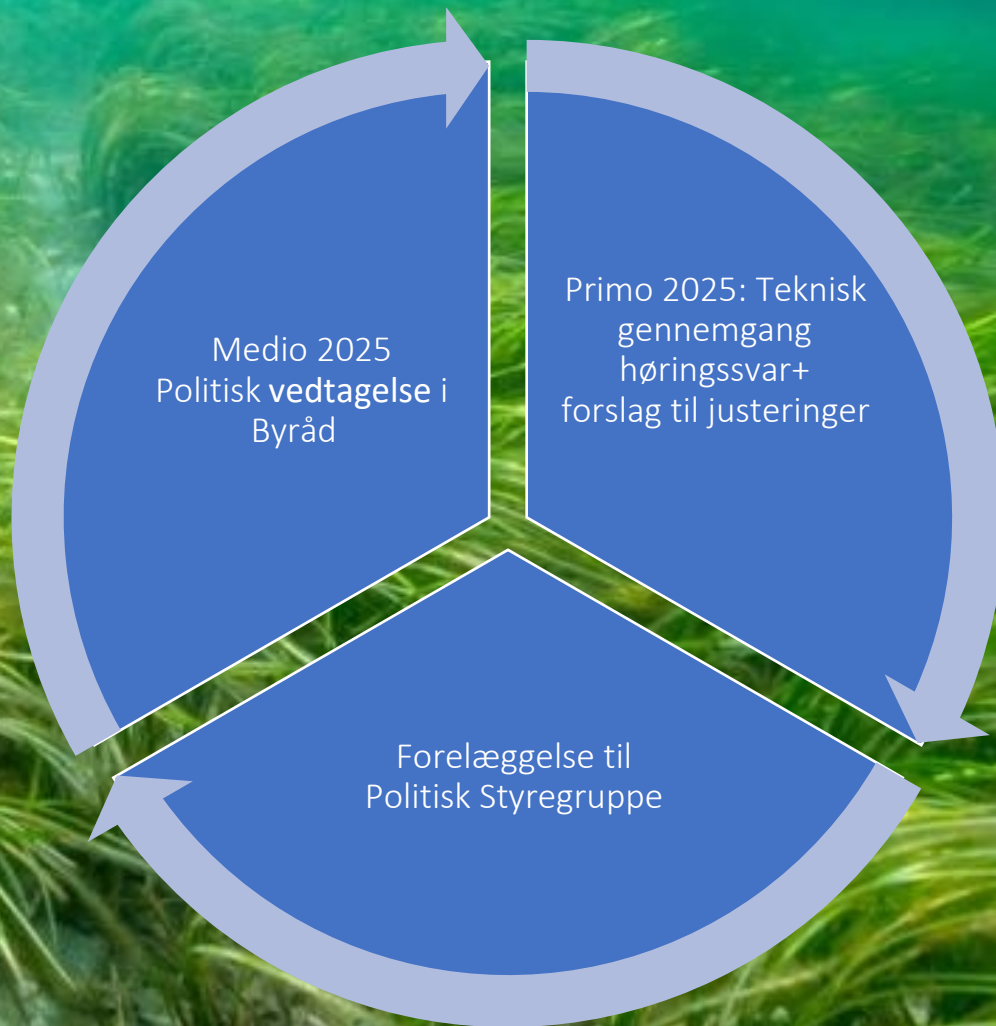 Primo 2025: Teknisk
gennemgang
høringssvar+
forslag til justeringer
Forelæggelse til
Politisk Styregruppe
Medio 2025
Politisk vedtagelse i
Byråd